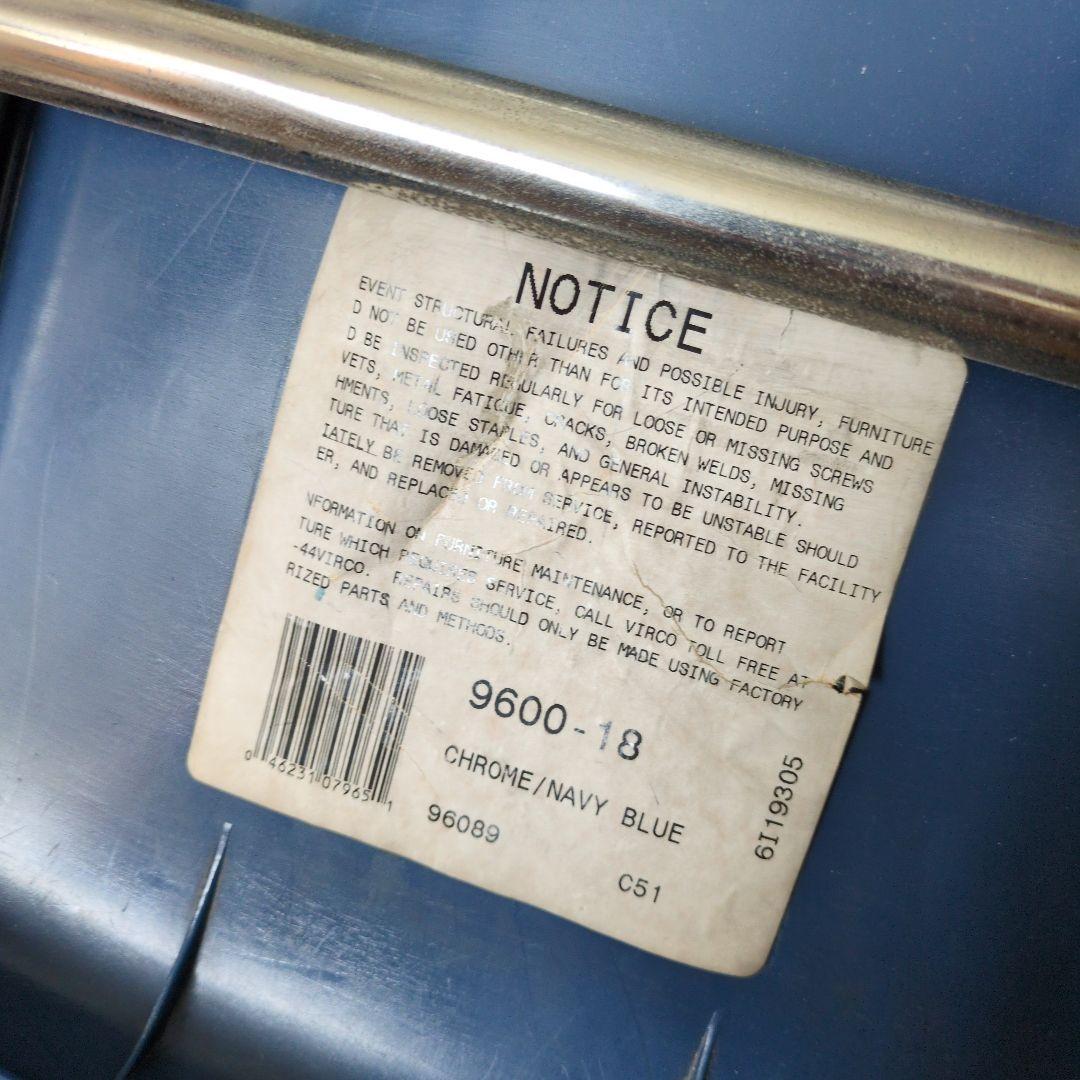 NOTICE
EVENT STRUCTURAL FAILURES AND POSSIBLE INJURY, FURNITURE
D NOT BE USED OTHER THAN FOR ITS INTENDED PURPOSE AND
D BE INSPECTED REGULARLY FOR LOOSE OR MISSING SCREWS
VETS, METAL FATIGUE, CRACKS, BROKEN WELDS, MISSING
HMENTS, LOOSE STAPLES, AND GENERAL INSTABILITY.
TURE THAT IS DAMAGED OR APPEARS TO BE UNSTABLE SHOULD
IATELY BE REMOVED FROM SERVICE, REPORTED TO THE FACILITY
ER, AND REPLACED OR REPAIRED.
NFORMATION ON FURNITURE MAINTENANCE, OR TO REPORT
TURE WHICH REQUIRES SERVICE, CALL VIRCO TOLL FREE AT
-44VIRCO. REPAIRS SHOULD ONLY BE MADE USING FACTORY
RIZED PARTS AND METHODS.
9600-18
CHROME/NAVY BLUE
0 46231 07965 1
96089
C51
6I19305